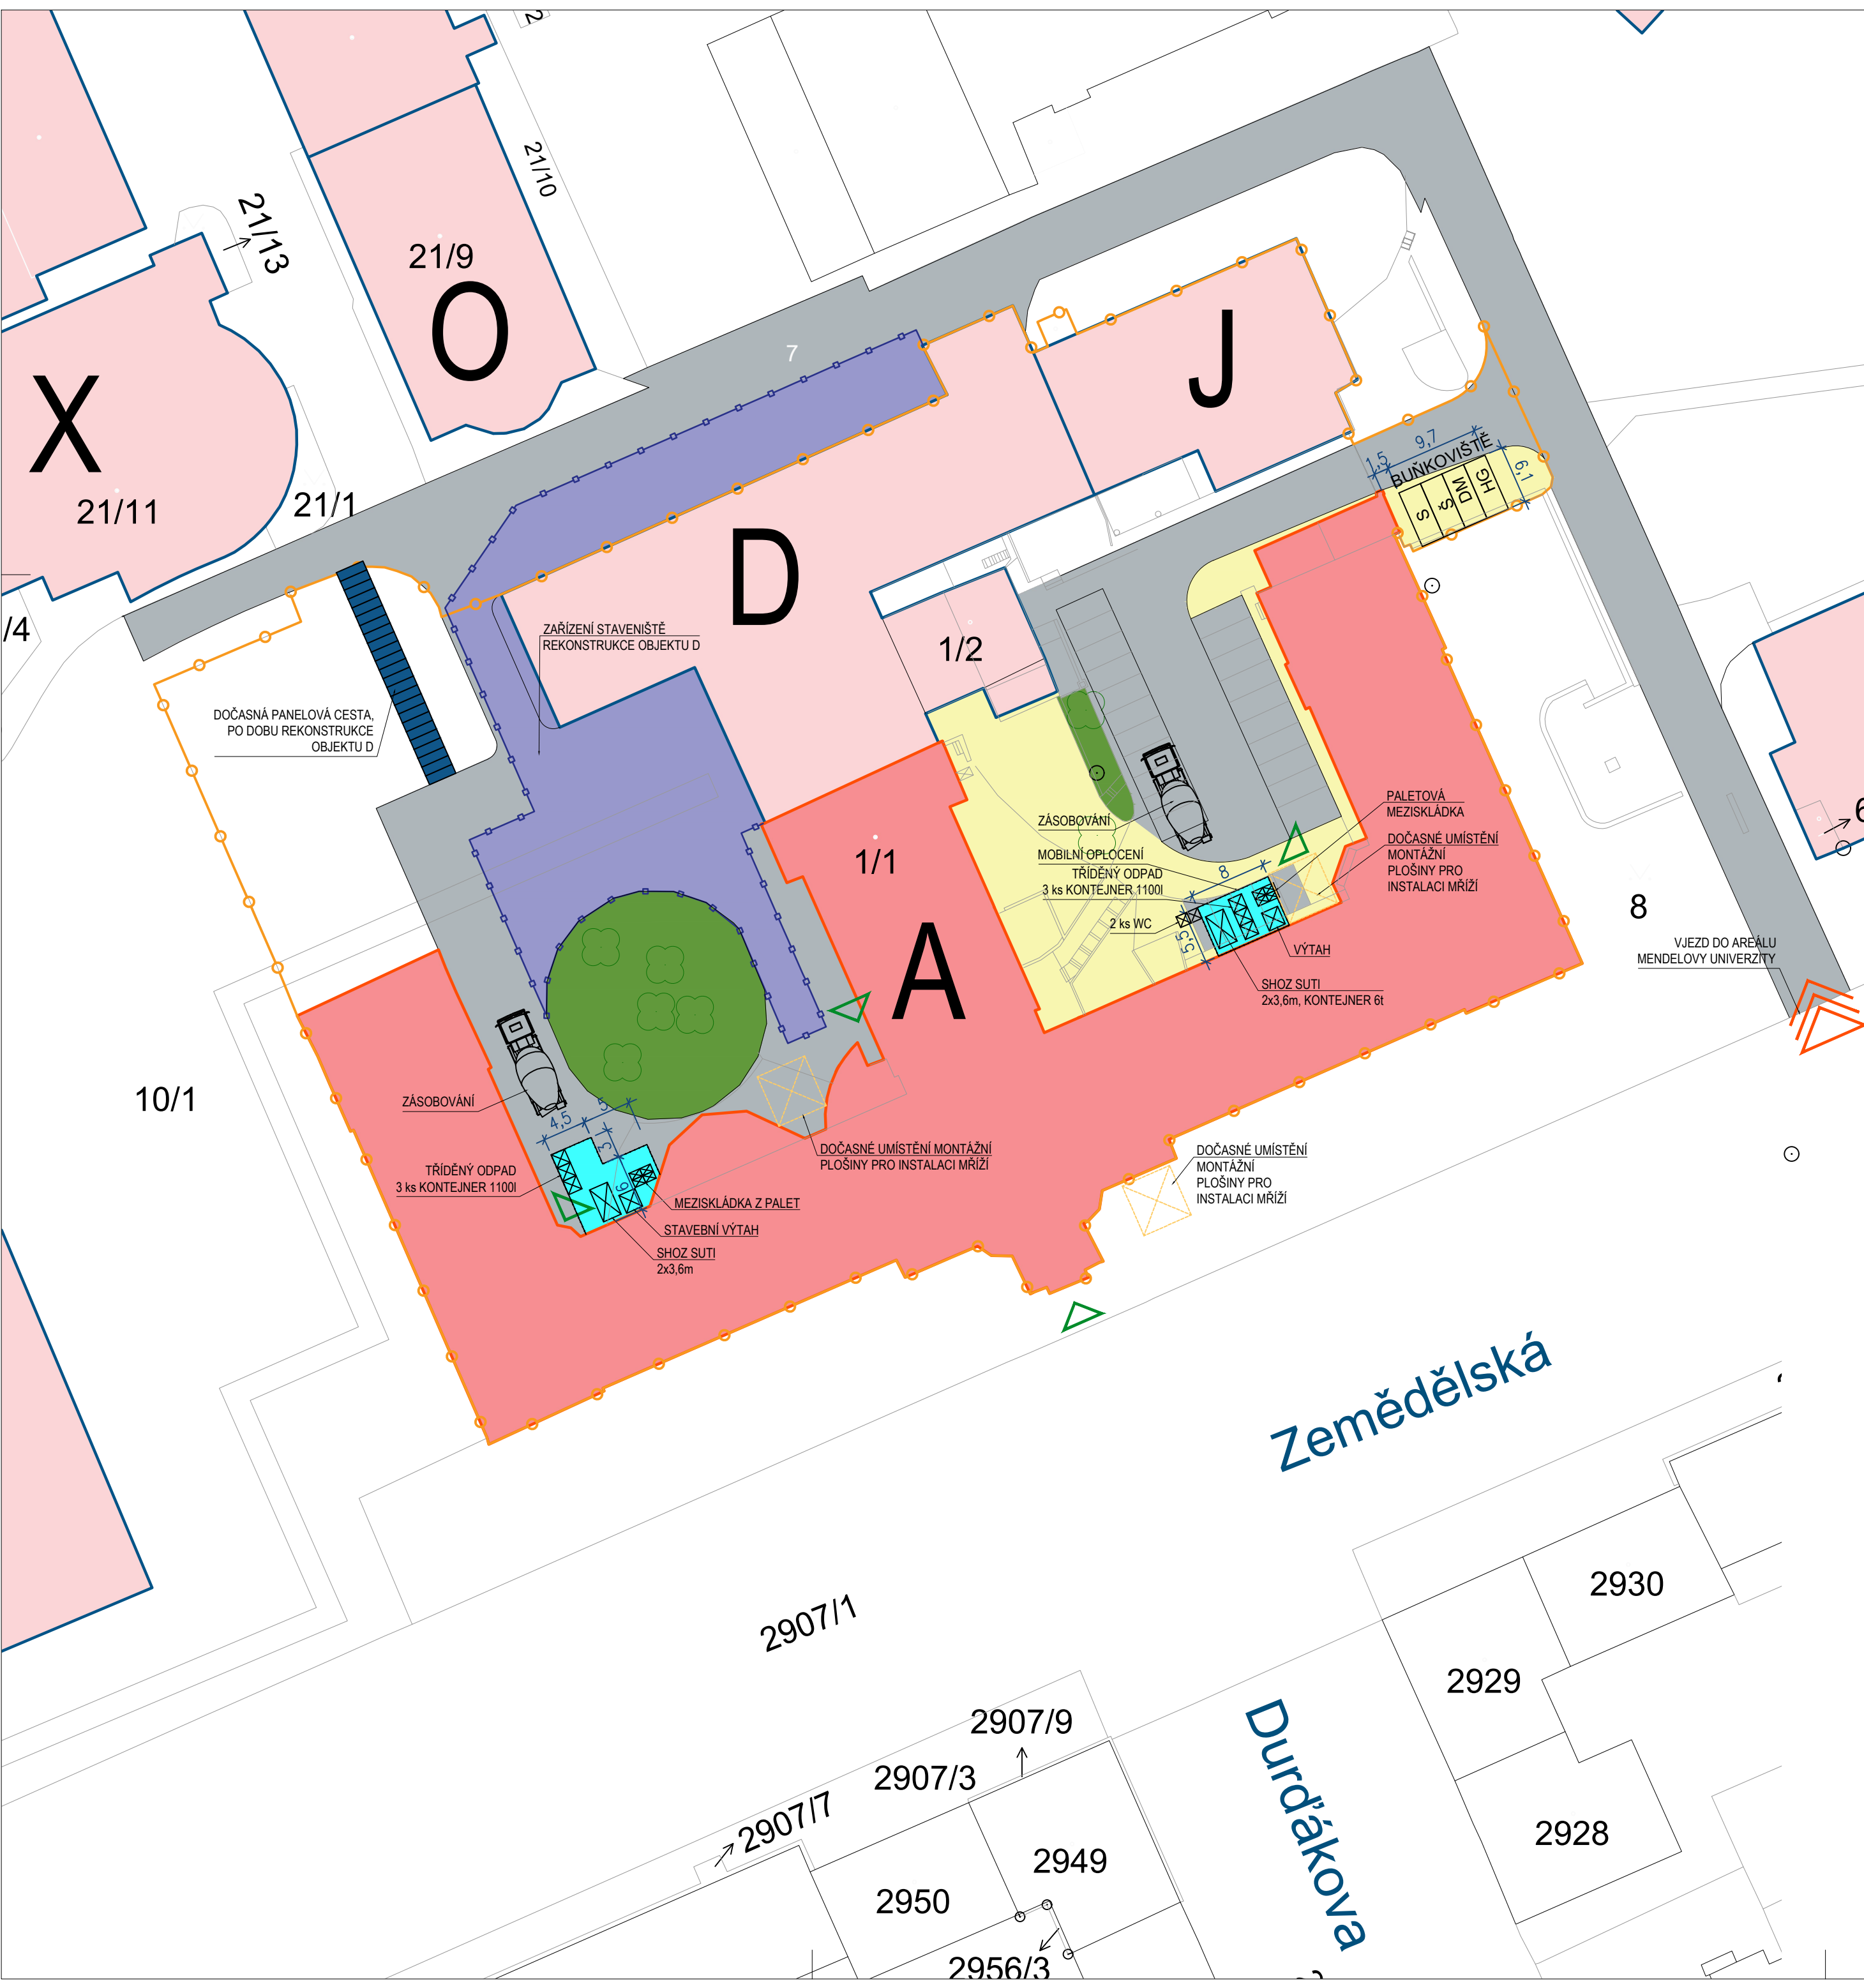 21/10
21/13
21/9
O
X
21/11
21/1
7
J
D
/4
9,7
1,5
BUŇKOVIŠTĚ
6,1
S
Š
DM
HG
ZAŘÍZENÍ STAVENIŠTĚ
REKONSTRUKCE OBJEKTU D
1/2
DOČASNÁ PANELOVÁ CESTA,
PO DOBU REKONSTRUKCE
OBJEKTU D
PALETOVÁ
MEZISKLÁDKA
ZÁSOBOVÁNÍ
DOČASNÉ UMÍSTĚNÍ
MONTÁŽNÍ
PLOŠINY PRO
INSTALACI MŘÍŽÍ
MOBILNÍ OPLOCENÍ
TŘÍDĚNÝ ODPAD
3 ks KONTEJNER 1100l
8
2 ks WC
5,5
VÝTAH
SHOZ SUTI
2x3,6m, KONTEJNER 6t
1/1
A
8
6
VJEZD DO AREÁLU
MENDELOVY UNIVERZITY
10/1
ZÁSOBOVÁNÍ
4,5
5
3
6
TŘÍDĚNÝ ODPAD
3 ks KONTEJNER 1100l
DOČASNÉ UMÍSTĚNÍ MONTÁŽNÍ
PLOŠINY PRO INSTALACI MŘÍŽÍ
DOČASNÉ UMÍSTĚNÍ
MONTÁŽNÍ
PLOŠINY PRO
INSTALACI MŘÍŽÍ
MEZISKLÁDKA Z PALET
STAVEBNÍ VÝTAH
SHOZ SUTI
2x3,6m
Zemědělská
2907/1
2930
2929
2928
2907/9
2907/3
2907/7
Durďákova
2949
2950
2956/3